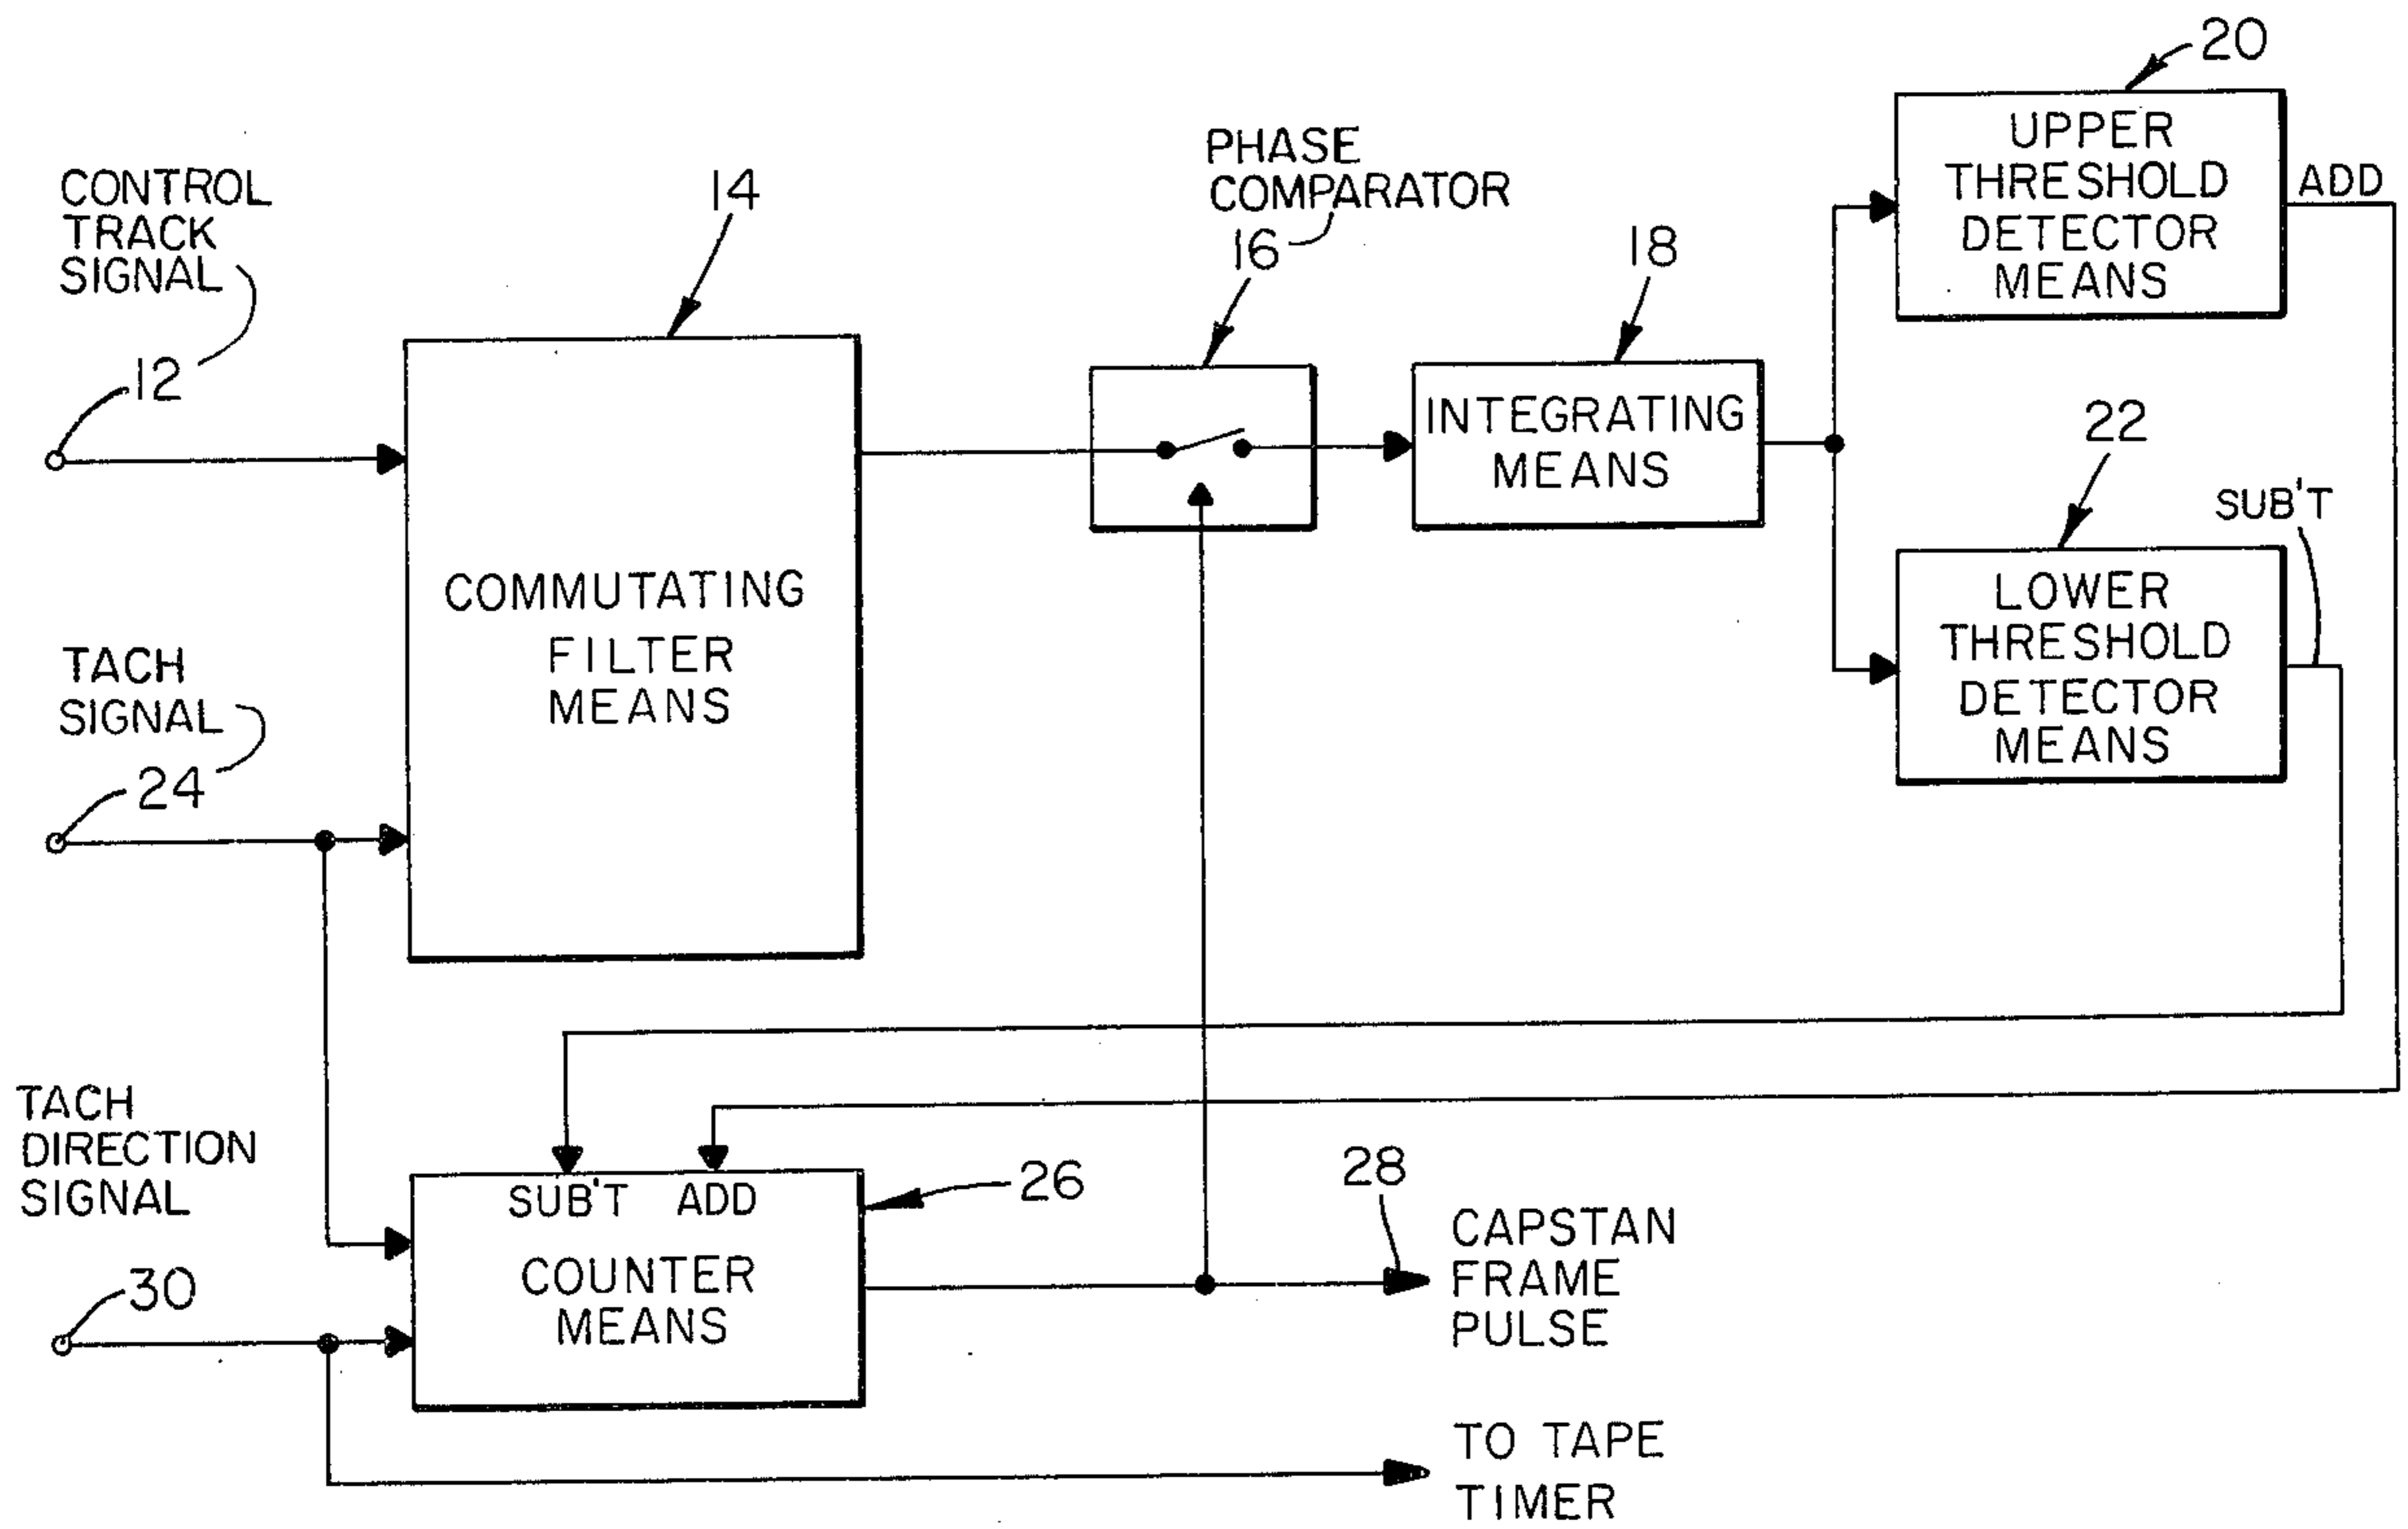 20
UPPER
THRESHOLD
DETECTOR
MEANS
ADD
PHASE
COMPARATOR
16
14
18
CONTROL
TRACK
SIGNAL
12
INTEGRATING
MEANS
22
SUB'T
LOWER
THRESHOLD
DETECTOR
MEANS
COMMUTATING
FILTER
MEANS
TACH
SIGNAL
24
TACH
DIRECTION
SIGNAL
30
SUB'T ADD
COUNTER
MEANS
26
28
CAPSTAN
FRAME
PULSE
TO TAPE
TIMER